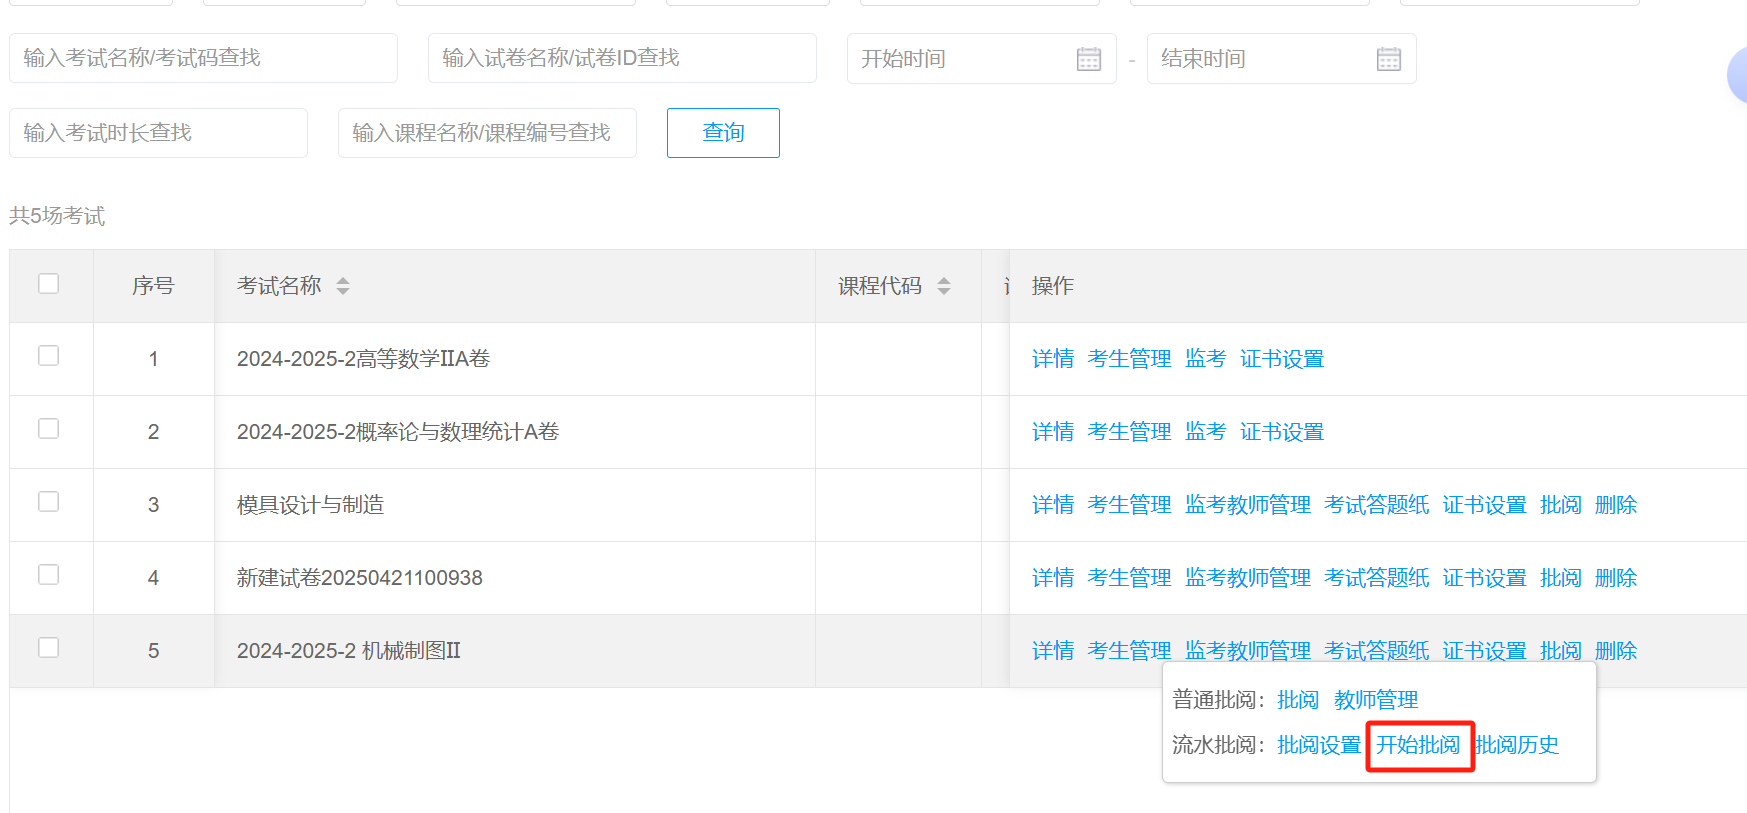 输入考试名称/考试码查找 输入试卷名称/试卷ID查找 开始时间 - 结束时间
输入考试时长查找 输入课程名称/课程编号查找 查询
共5场考试
序号 考试名称 课程代码 操作
1 2024-2025-2高等数学IIA卷 详情 考生管理 监考 证书设置
2 2024-2025-2概率论与数理统计A卷 详情 考生管理 监考 证书设置
3 模具设计与制造 详情 考生管理 监考教师管理 考试答题纸 证书设置 批阅 删除
4 新建试卷20250421100938 详情 考生管理 监考教师管理 考试答题纸 证书设置 批阅 删除
5 2024-2025-2 机械制图II 详情 考生管理 监考教师管理 考试答题纸 证书设置 批阅 删除
普通批阅： 批阅 教师管理
流水批阅： 批阅设置 开始批阅 批阅历史